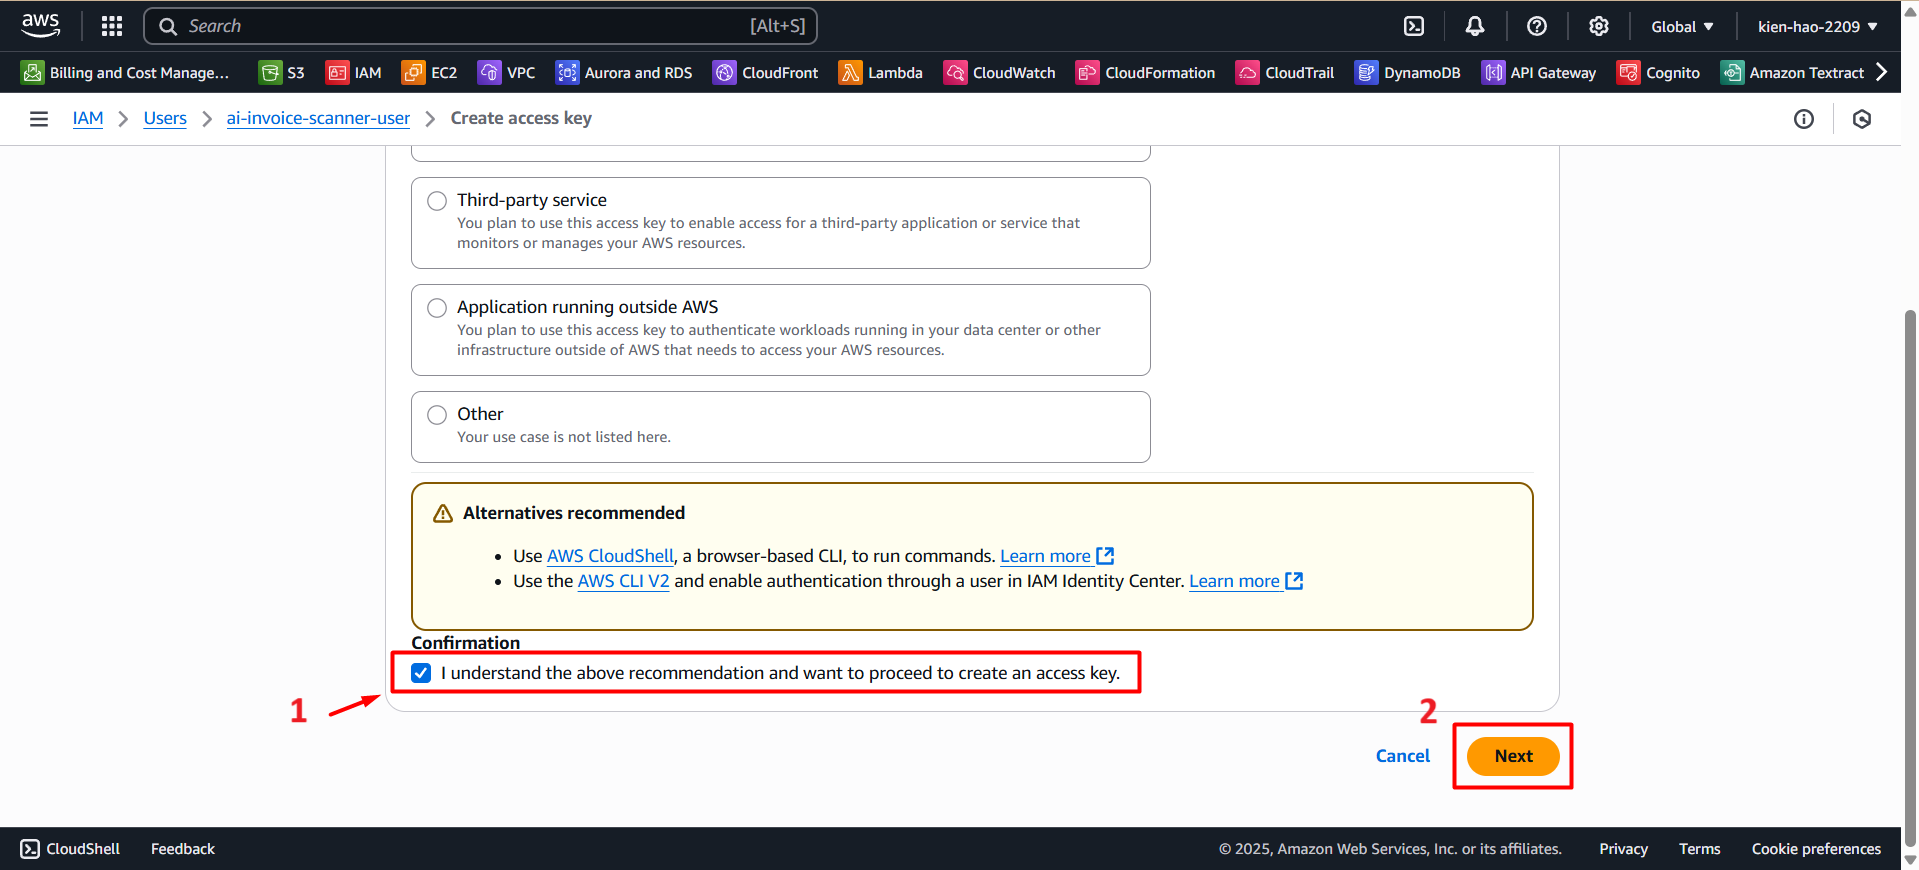 aws Search [Alt+S] Global kien-hao-2209
Billing and Cost Manage... S3 IAM EC2 VPC Aurora and RDS CloudFront Lambda CloudWatch CloudFormation CloudTrail DynamoDB API Gateway Cognito Amazon Textract
IAM Users ai-invoice-scanner-user Create access key
Third-party service
You plan to use this access key to enable access for a third-party application or service that
monitors or manages your AWS resources.
Application running outside AWS
You plan to use this access key to authenticate workloads running in your data center or other
infrastructure outside of AWS that needs to access your AWS resources.
Other
Your use case is not listed here.
Alternatives recommended
• Use AWS CloudShell, a browser-based CLI, to run commands. Learn more
• Use the AWS CLI V2 and enable authentication through a user in IAM Identity Center. Learn more
Confirmation
I understand the above recommendation and want to proceed to create an access key.
1
2
Cancel Next
CloudShell Feedback © 2025, Amazon Web Services, Inc. or its affiliates. Privacy Terms Cookie preferences